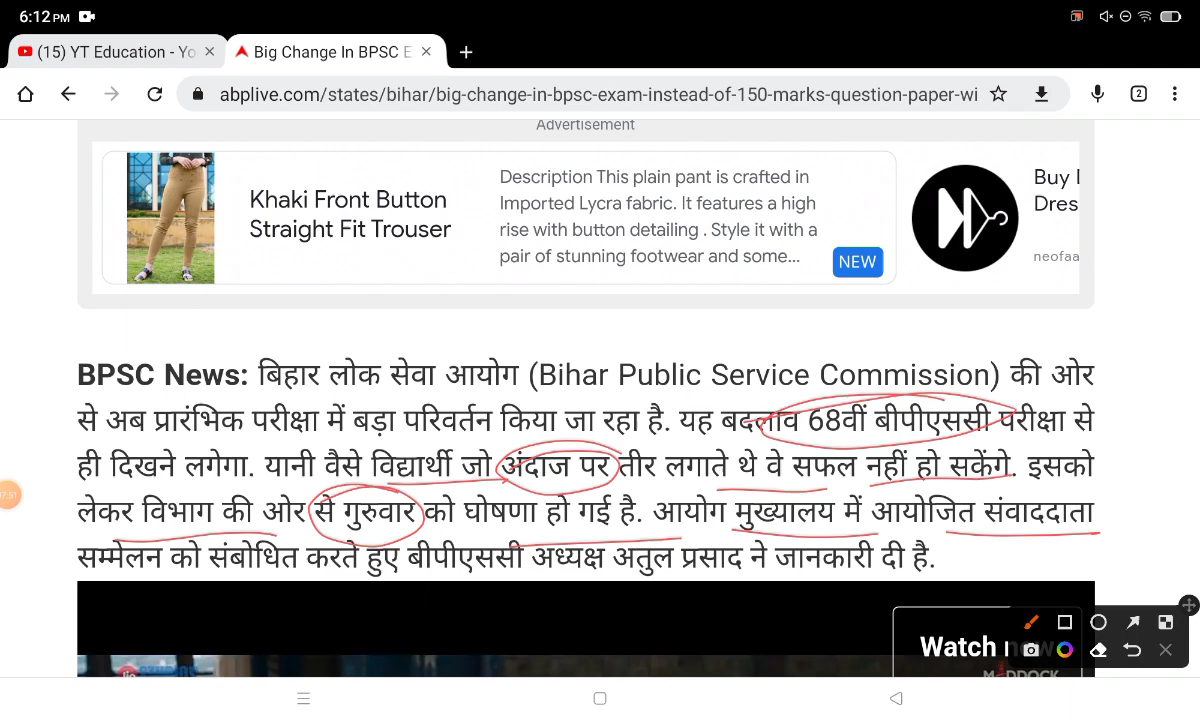 6:12 PM
(15) YT Education - Yo
Big Change In BPSC E
abplive.com/states/bihar/big-change-in-bpsc-exam-instead-of-150-marks-question-paper-wi
2
Advertisement
Khaki Front Button
Straight Fit Trouser
Description This plain pant is crafted in
Imported Lycra fabric. It features a high
rise with button detailing . Style it with a
pair of stunning footwear and some...
NEW
Buy
Dres
neofaa
BPSC News: बिहार लोक सेवा आयोग (Bihar Public Service Commission) की ओर
से अब प्रारंभिक परीक्षा में बड़ा परिवर्तन किया जा रहा है. यह बदलाव 68वीं बीपीएससी परीक्षा से
ही दिखने लगेगा. यानी वैसे विद्यार्थी जो अंदाज पर तीर लगाते थे वे सफल नहीं हो सकेंगे. इसको
लेकर विभाग की ओर से गुरुवार को घोषणा हो गई है. आयोग मुख्यालय में आयोजित संवाददाता
सम्मेलन को संबोधित करते हुए बीपीएससी अध्यक्ष अतुल प्रसाद ने जानकारी दी है.
Watch
MADDOCK